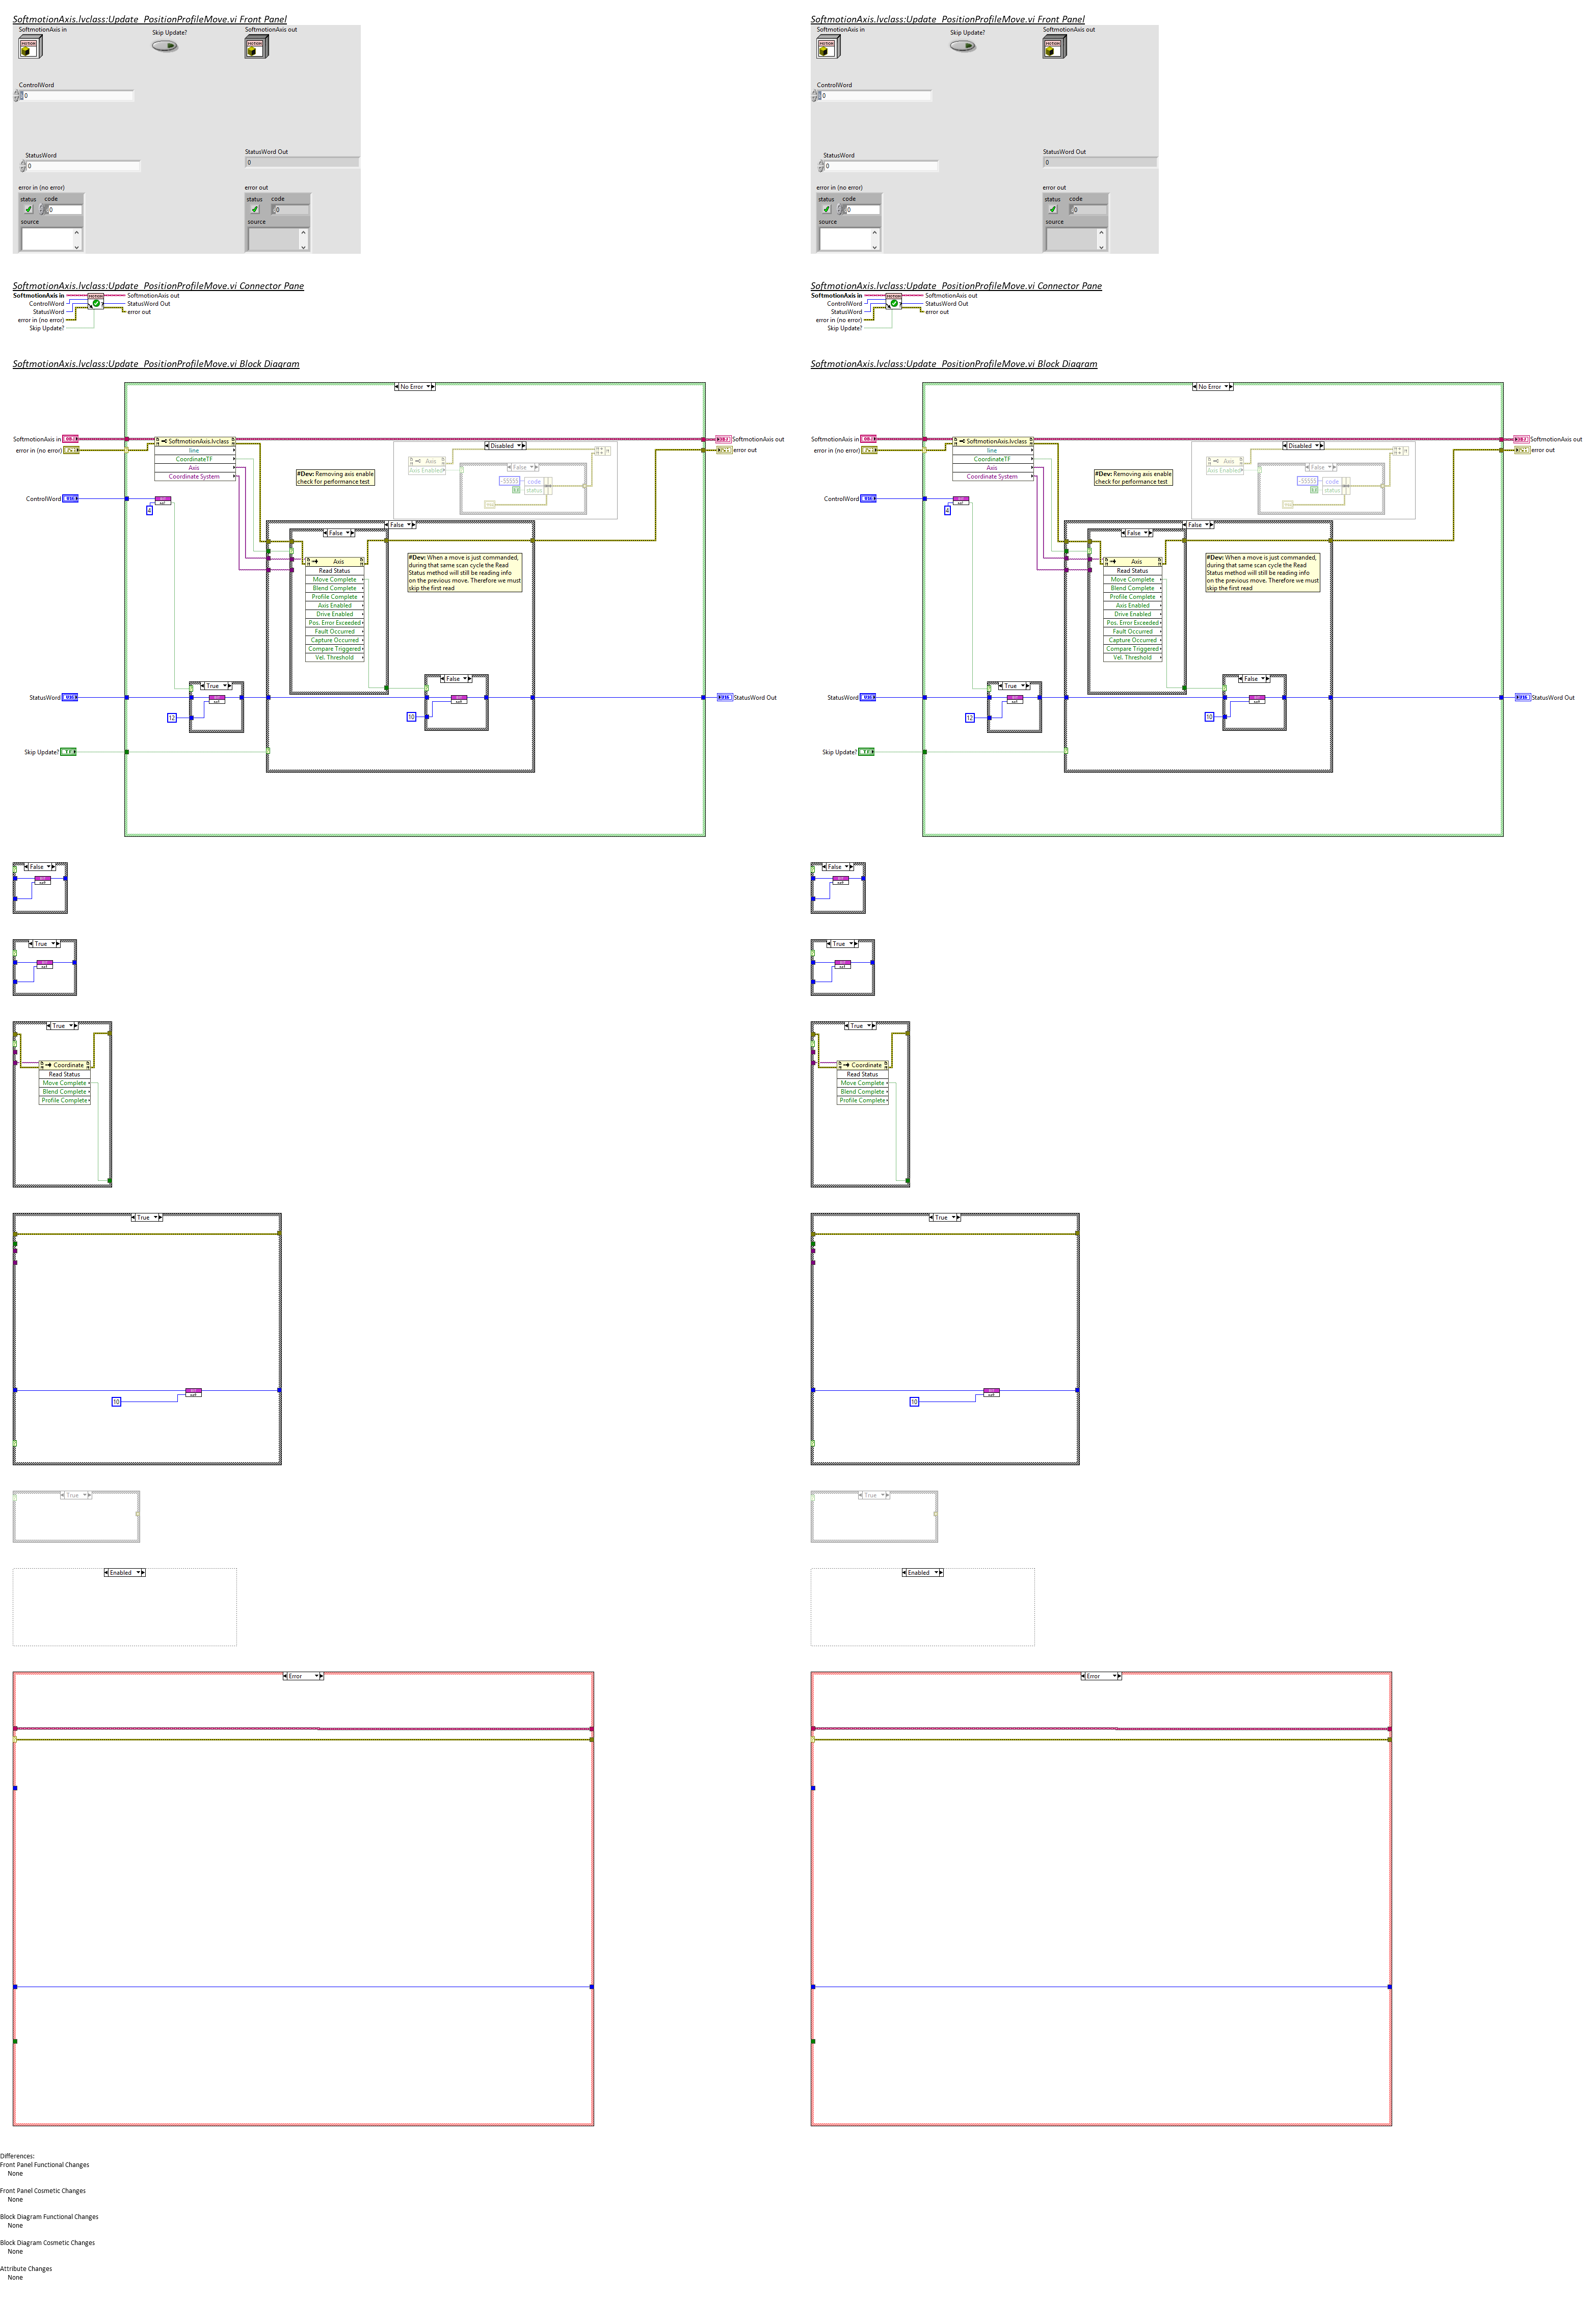 SoftmotionAxis.lvclass:Update_PositionProfileMove.vi Front Panel
SoftmotionAxis in
Skip Update?
SoftmotionAxis out
ControlWord
0
StatusWord
0
StatusWord Out
0
error in (no error)
status
code
0
source
error out
status
code
0
source
SoftmotionAxis.lvclass:Update_PositionProfileMove.vi Connector Pane
SoftmotionAxis in
ControlWord
StatusWord
error in (no error)
Skip Update?
SoftmotionAxis out
StatusWord Out
error out
SoftmotionAxis.lvclass:Update_PositionProfileMove.vi Block Diagram
No Error
SoftmotionAxis in
error in (no error)
SoftmotionAxis.lvclass
line
CoordinateTF
Axis
Coordinate System
#Dev: Removing axis enable
check for performance test
Disabled
Axis
Axis Enabled
False
-55555
code
status
SoftmotionAxis out
error out
ControlWord
4
False
False
Axis
Read Status
Move Complete
Blend Complete
Profile Complete
Axis Enabled
Drive Enabled
Pos. Error Exceeded
Fault Occurred
Capture Occurred
Compare Triggered
Vel. Threshold
#Dev: When a move is just commanded,
during that same scan cycle the Read
Status method will still be reading info
on the previous move. Therefore we must
skip the first read
StatusWord
True
12
False
10
StatusWord Out
Skip Update?
False
True
True
Coordinate
Read Status
Move Complete
Blend Complete
Profile Complete
True
10
True
Enabled
Error
SoftmotionAxis.lvclass:Update_PositionProfileMove.vi Front Panel
SoftmotionAxis in
Skip Update?
SoftmotionAxis out
ControlWord
0
StatusWord
0
StatusWord Out
0
error in (no error)
status
code
0
source
error out
status
code
0
source
SoftmotionAxis.lvclass:Update_PositionProfileMove.vi Connector Pane
SoftmotionAxis in
ControlWord
StatusWord
error in (no error)
Skip Update?
SoftmotionAxis out
StatusWord Out
error out
SoftmotionAxis.lvclass:Update_PositionProfileMove.vi Block Diagram
No Error
SoftmotionAxis in
error in (no error)
SoftmotionAxis.lvclass
line
CoordinateTF
Axis
Coordinate System
#Dev: Removing axis enable
check for performance test
Disabled
Axis
Axis Enabled
False
-55555
code
status
SoftmotionAxis out
error out
ControlWord
4
False
False
Axis
Read Status
Move Complete
Blend Complete
Profile Complete
Axis Enabled
Drive Enabled
Pos. Error Exceeded
Fault Occurred
Capture Occurred
Compare Triggered
Vel. Threshold
#Dev: When a move is just commanded,
during that same scan cycle the Read
Status method will still be reading info
on the previous move. Therefore we must
skip the first read
StatusWord
True
12
False
10
StatusWord Out
Skip Update?
False
True
True
Coordinate
Read Status
Move Complete
Blend Complete
Profile Complete
True
10
True
Enabled
Error
Differences:
Front Panel Functional Changes
None
Front Panel Cosmetic Changes
None
Block Diagram Functional Changes
None
Block Diagram Cosmetic Changes
None
Attribute Changes
None